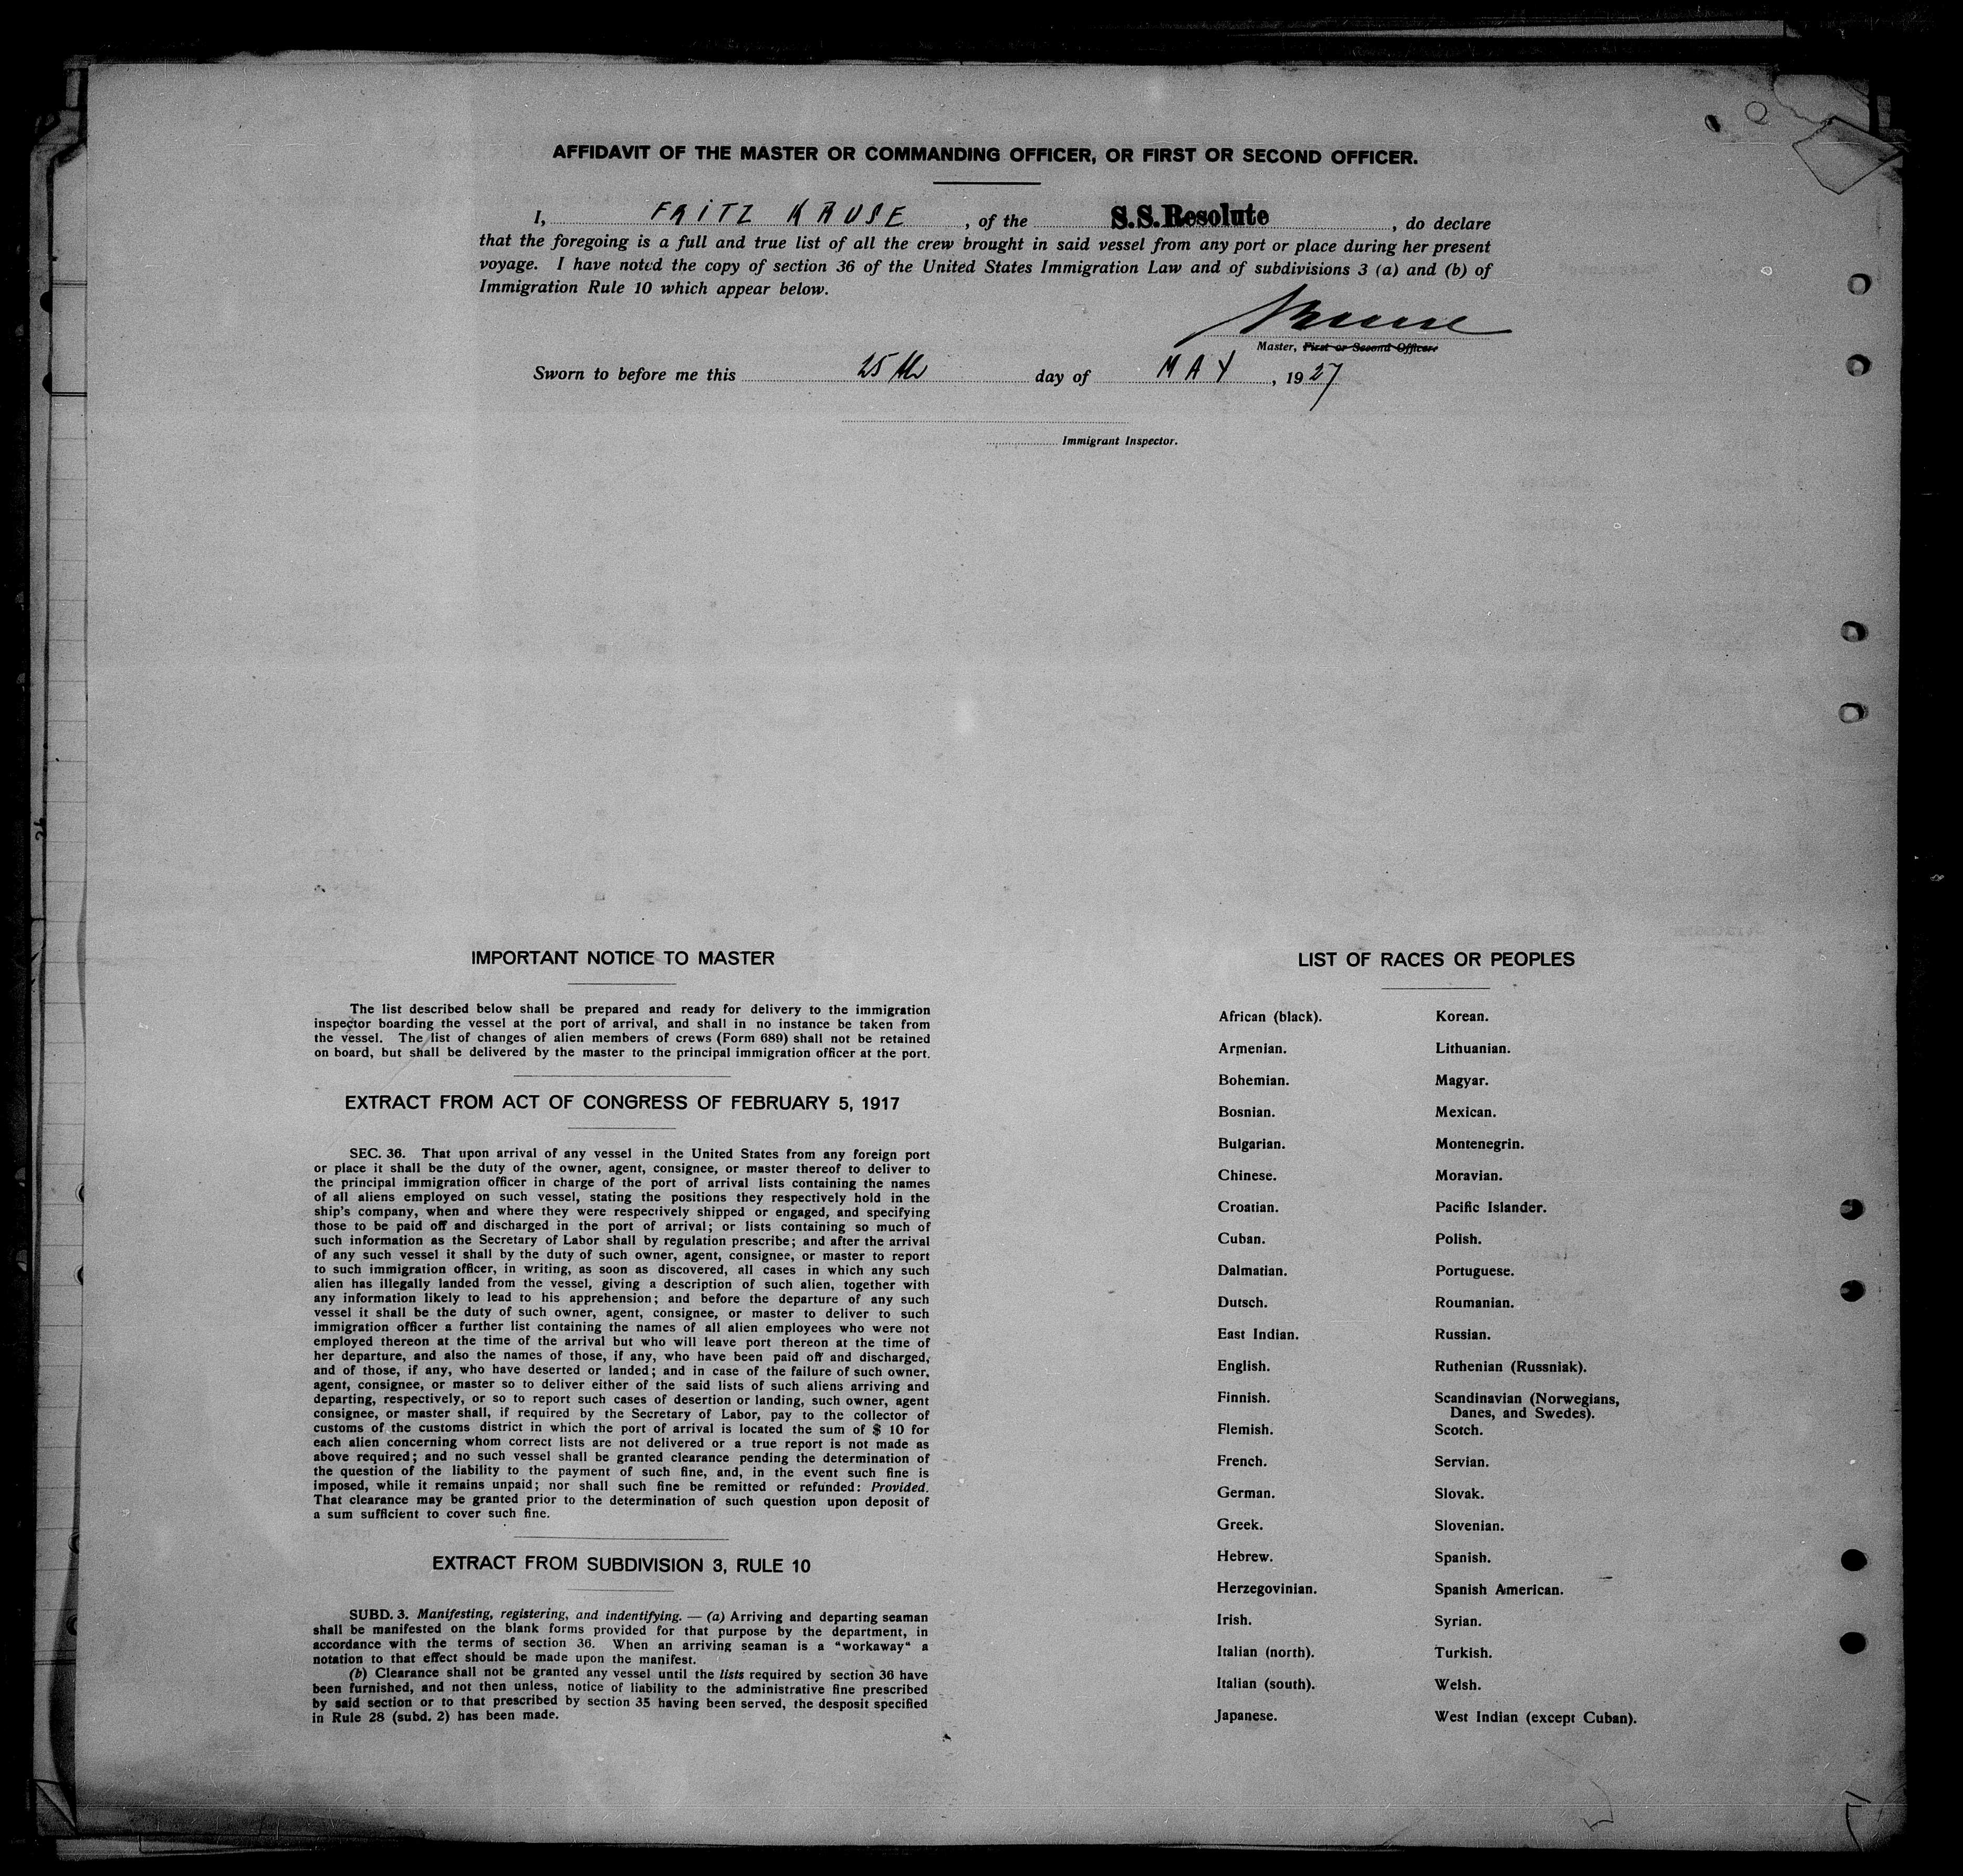 AFFIDAVIT OF THE MASTER OR COMMANDING OFFICER, OR FIRST OR SECOND OFFICER.
I, FRITZ KRUSE, of the S.S. Resolute, do declare
that the foregoing is a full and true list of all the crew brought in said vessel from any port or place during her present
voyage. I have noted the copy of section 36 of the United States Immigration Law and of subdivisions 3 (a) and (b) of
Immigration Rule 10 which appear below.
Kruse
Master, First or Second Officer.
Sworn to before me this 25th day of MAY, 1927
Immigrant Inspector.
IMPORTANT NOTICE TO MASTER
The list described below shall be prepared and ready for delivery to the immigration
inspector boarding the vessel at the port of arrival, and shall in no instance be taken from
the vessel. The list of changes of alien members of crews (Form 689) shall not be retained
on board, but shall be delivered by the master to the principal immigration officer at the port.
EXTRACT FROM ACT OF CONGRESS OF FEBRUARY 5, 1917
SEC. 36. That upon arrival of any vessel in the United States from any foreign port
or place it shall be the duty of the owner, agent, consignee, or master thereof to deliver to
the principal immigration officer in charge of the port of arrival lists containing the names
of all aliens employed on such vessel, stating the positions they respectively hold in the
ship's company, when and where they were respectively shipped or engaged, and specifying
those to be paid off and discharged in the port of arrival; or lists containing so much of
such information as the Secretary of Labor shall by regulation prescribe; and after the arrival
of any such vessel it shall by the duty of such owner, agent, consignee, or master to report
to such immigration officer, in writing, as soon as discovered, all cases in which any such
alien has illegally landed from the vessel, giving a description of such alien, together with
any information likely to lead to his apprehension; and before the departure of any such
vessel it shall be the duty of such owner, agent, consignee, or master to deliver to such
immigration officer a further list containing the names of all alien employees who were not
employed thereon at the time of the arrival but who will leave port thereon at the time of
her departure, and also the names of those, if any, who have been paid off and discharged,
and of those, if any, who have deserted or landed; and in case of the failure of such owner,
agent, consignee, or master so to deliver either of the said lists of such aliens arriving and
departing, respectively, or so to report such cases of desertion or landing, such owner, agent
consignee, or master shall, if required by the Secretary of Labor, pay to the collector of
customs of the customs district in which the port of arrival is located the sum of $ 10 for
each alien concerning whom correct lists are not delivered or a true report is not made as
above required; and no such vessel shall be granted clearance pending the determination of
the question of the liability to the payment of such fine, and, in the event such fine is
imposed, while it remains unpaid; nor shall such fine be remitted or refunded: Provided.
That clearance may be granted prior to the determination of such question upon deposit of
a sum sufficient to cover such fine.
EXTRACT FROM SUBDIVISION 3, RULE 10
SUBD. 3. Manifesting, registering, and indentifying. — (a) Arriving and departing seaman
shall be manifested on the blank forms provided for that purpose by the department, in
accordance with the terms of section 36. When an arriving seaman is a "workaway" a
notation to that effect should be made upon the manifest.
(b) Clearance shall not be granted any vessel until the lists required by section 36 have
been furnished, and not then unless, notice of liability to the administrative fine prescribed
by said section or to that prescribed by section 35 having been served, the desposit specified
in Rule 28 (subd. 2) has been made.
LIST OF RACES OR PEOPLES
African (black).
Armenian.
Bohemian.
Bosnian.
Bulgarian.
Chinese.
Croatian.
Cuban.
Dalmatian.
Dutsch.
East Indian.
English.
Finnish.
Flemish.
French.
German.
Greek.
Hebrew.
Herzegovinian.
Irish.
Italian (north).
Italian (south).
Japanese.
Korean.
Lithuanian.
Magyar.
Mexican.
Montenegrin.
Moravian.
Pacific Islander.
Polish.
Portuguese.
Roumanian.
Russian.
Ruthenian (Russniak).
Scandinavian (Norwegians,
Danes, and Swedes).
Scotch.
Servian.
Slovak.
Slovenian.
Spanish.
Spanish American.
Syrian.
Turkish.
Welsh.
West Indian (except Cuban).